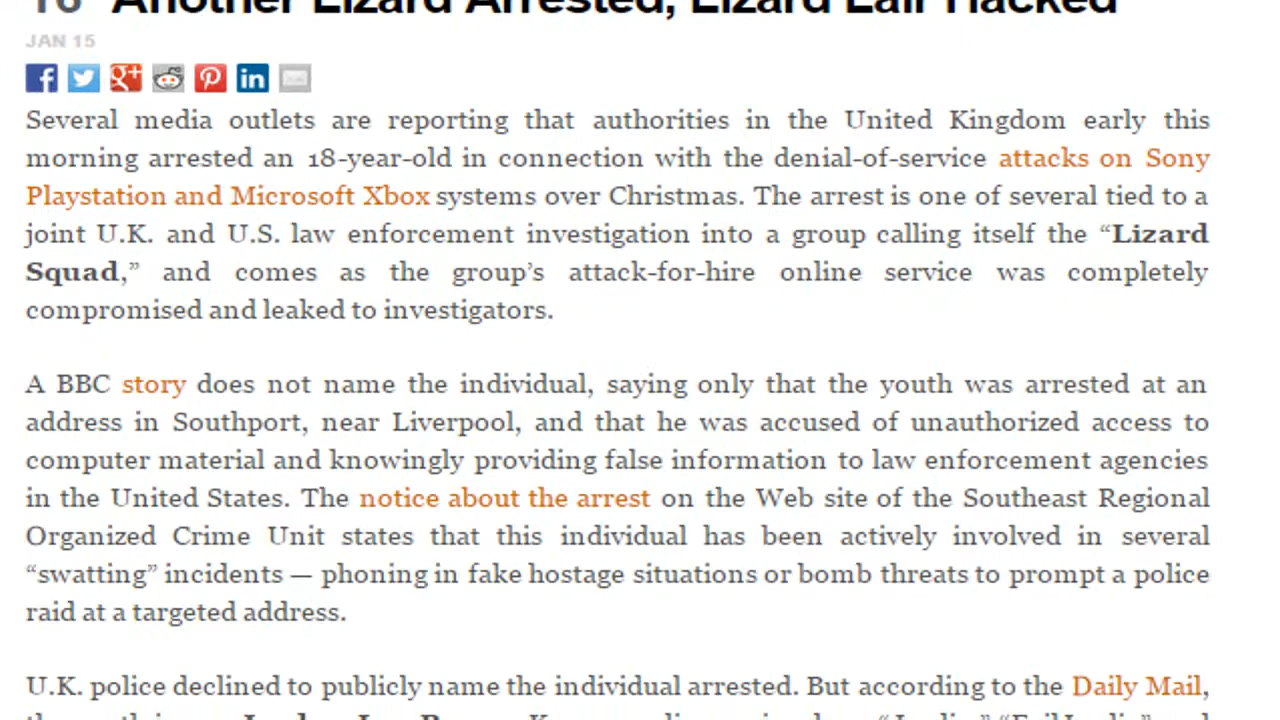 16 Another Lizard Arrested, Lizard Lair Hacked
JAN 15
Several media outlets are reporting that authorities in the United Kingdom early this
morning arrested an 18-year-old in connection with the denial-of-service attacks on Sony
Playstation and Microsoft Xbox systems over Christmas. The arrest is one of several tied to a
joint U.K. and U.S. law enforcement investigation into a group calling itself the “Lizard
Squad,” and comes as the group’s attack-for-hire online service was completely
compromised and leaked to investigators.
A BBC story does not name the individual, saying only that the youth was arrested at an
address in Southport, near Liverpool, and that he was accused of unauthorized access to
computer material and knowingly providing false information to law enforcement agencies
in the United States. The notice about the arrest on the Web site of the Southeast Regional
Organized Crime Unit states that this individual has been actively involved in several
“swatting” incidents — phoning in fake hostage situations or bomb threats to prompt a police
raid at a targeted address.
U.K. police declined to publicly name the individual arrested. But according to the Daily Mail,